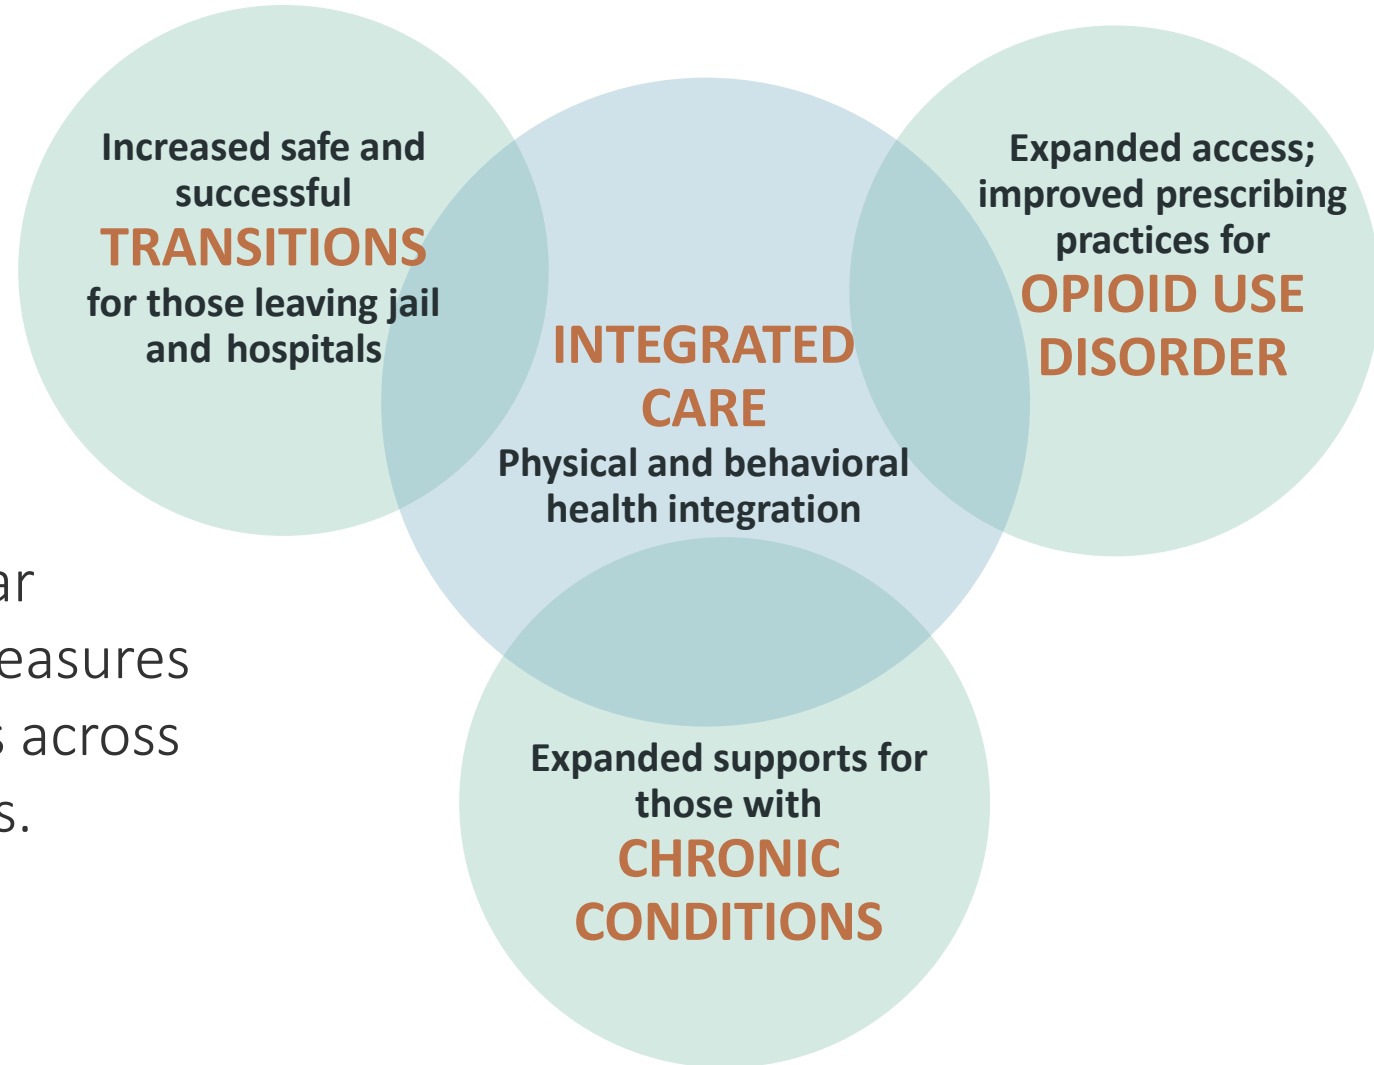 Increased safe and
successful
TRANSITIONS
for those leaving jail
and hospitals
Expanded access;
improved prescribing
practices for
OPIOID USE
DISORDER
INTEGRATED
CARE
Physical and behavioral
health integration
ar
easures
s across
s.
Expanded supports for
those with
CHRONIC
CONDITIONS